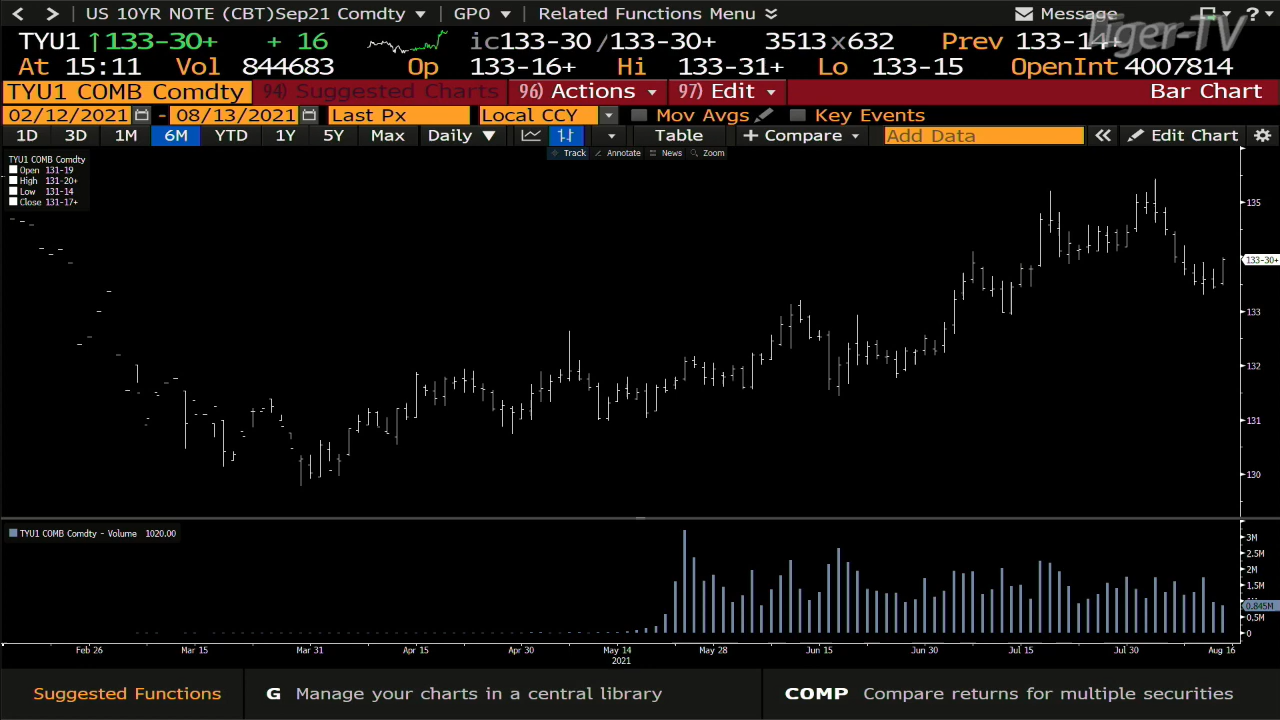 < > US 10YR NOTE (CBT)Sep21 Comdty ▼ GPO ▼ Related Functions Menu Message ? 
Tiger-TV
TYU1 ↑133-30+ + 16 ic133-30 /133-30+ 3513x632 Prev 133-14+
At 15:11 Vol 844683 Op 133-16+ Hi 133-31+ Lo 133-15 OpenInt 4007814
TYU1 COMB Comdty 94) Suggested Charts 96) Actions 97) Edit Bar Chart
02/12/2021 - 08/13/2021 Last Px Local CCY Mov Avgs Key Events
1D 3D 1M 6M YTD 1Y 5Y Max Daily ▼ Table + Compare Add Data « Edit Chart
Track Annotate News Zoom
TYU1 COMB Comdty
Open 131-19
High 131-20+
Low 131-14
Close 131-17+
135
133-30+
133
132
131
130
TYU1 COMB Comdty - Volume 1020.00
3M
2.5M
2M
1.5M
0.845M
0.5M
0
Feb 26 Mar 15 Mar 31 Apr 15 Apr 30 May 14 May 28 Jun 15 Jun 30 Jul 15 Jul 30 Aug 16
2021
Suggested Functions G Manage your charts in a central library COMP Compare returns for multiple securities